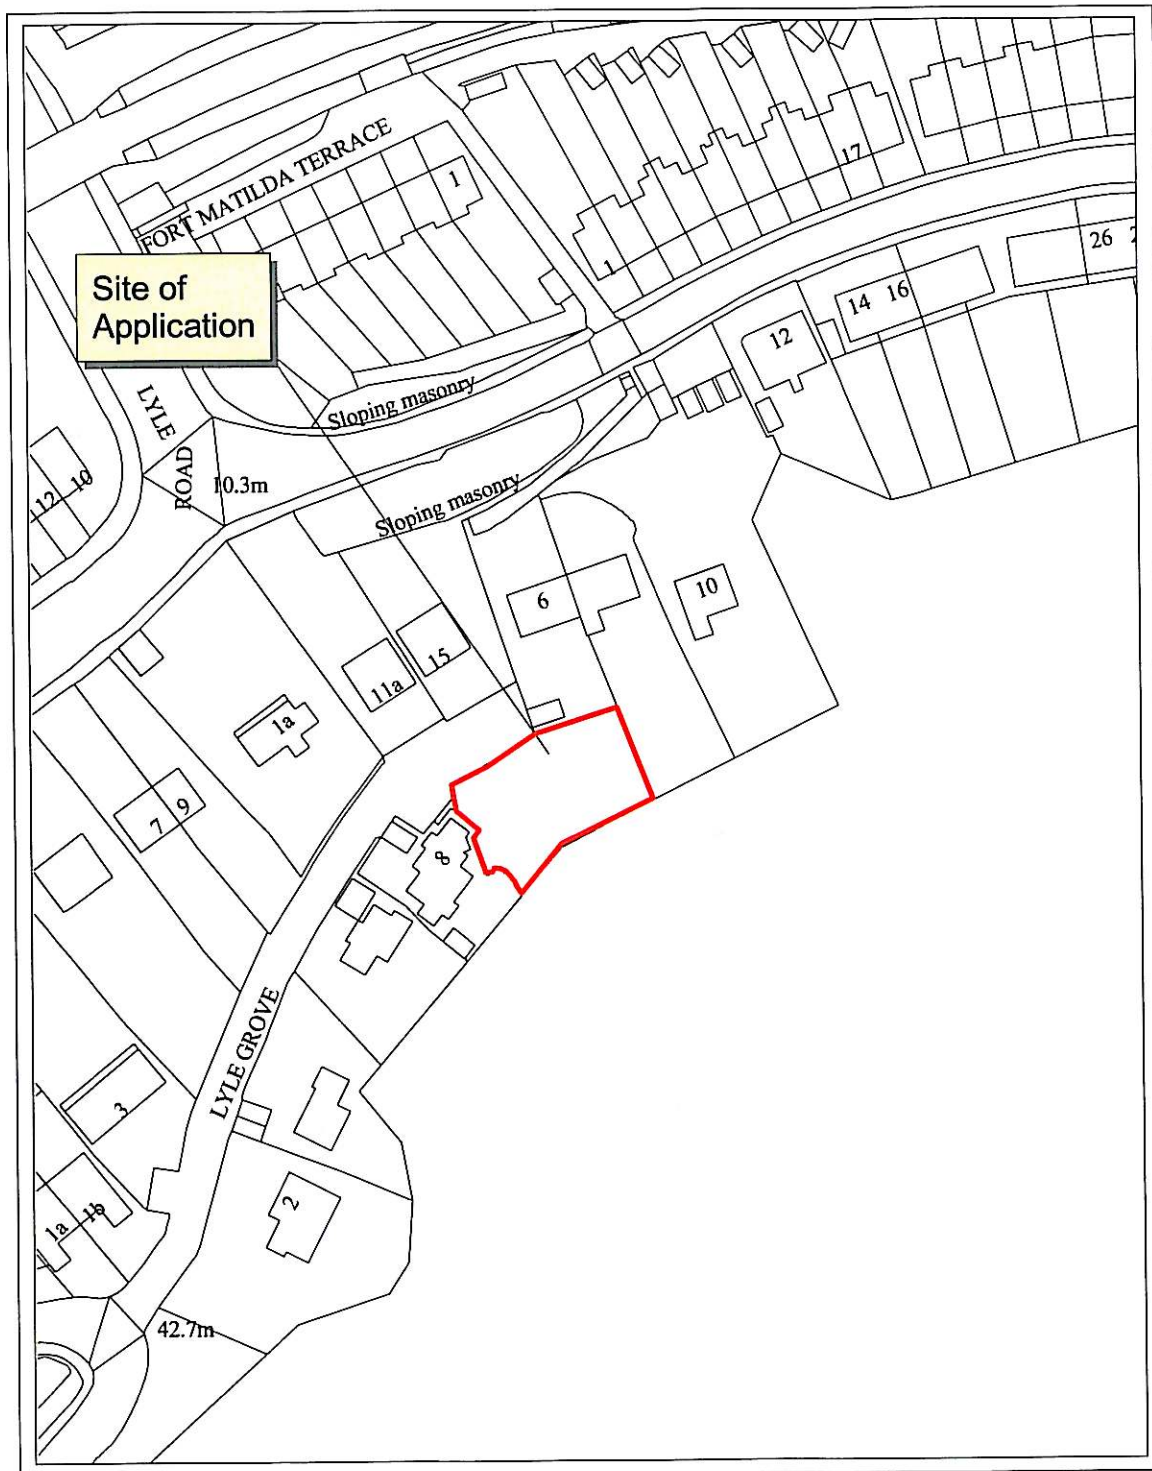 FORT MATILDA TERRACE
1
17
1
Site of
Application
26
14 16
12
LYLE
ROAD
Sloping masonry
12 10
10.3m
Sloping masonry
6
10
15
11a
1a
7 9
8
LYLE GROVE
3
2
1a 1b
42.7m